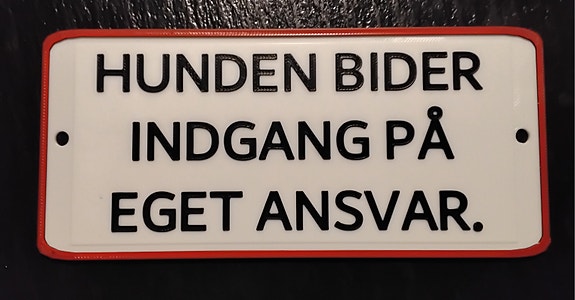 HUNDEN BIDER
INDGANG PÅ
EGET ANSVAR.